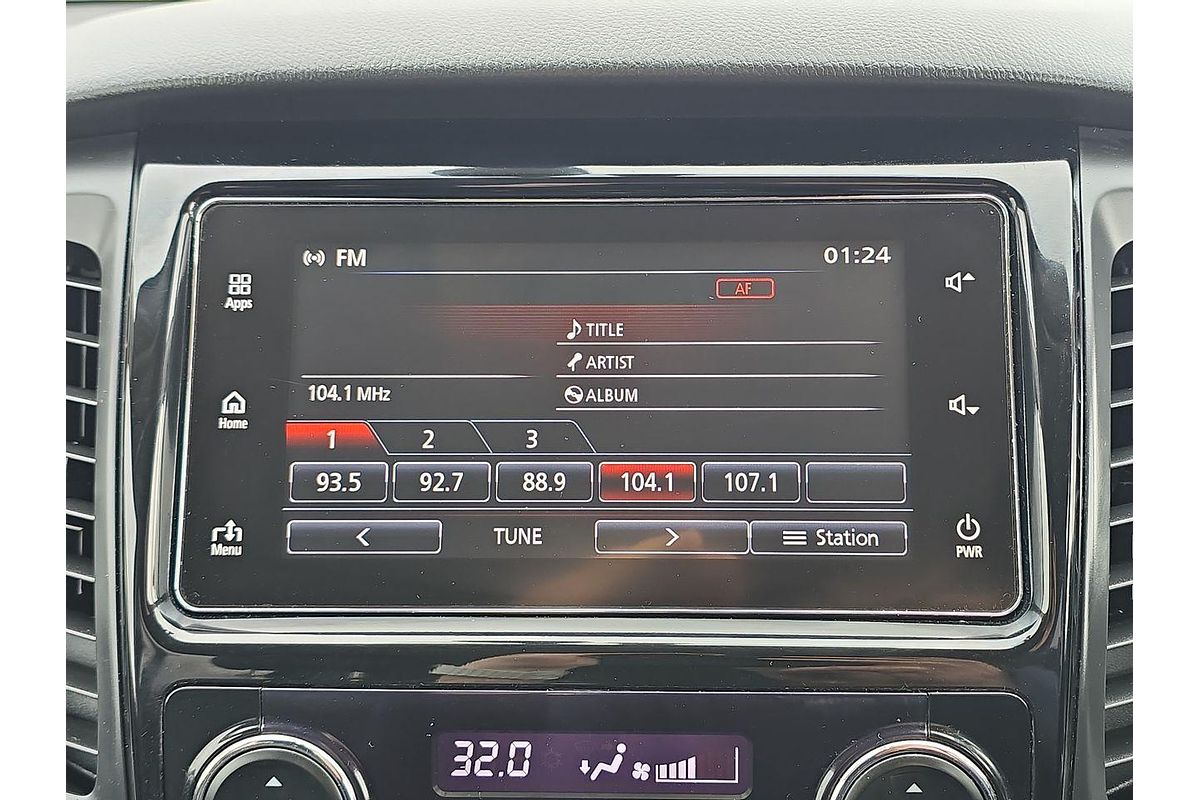 FM 01:24
AF
Apps
TITLE
ARTIST
104.1 MHz ALBUM
Home
1 2 3
93.5 92.7 88.9 104.1 107.1
< TUNE > Station
Menu
PWR
32.0